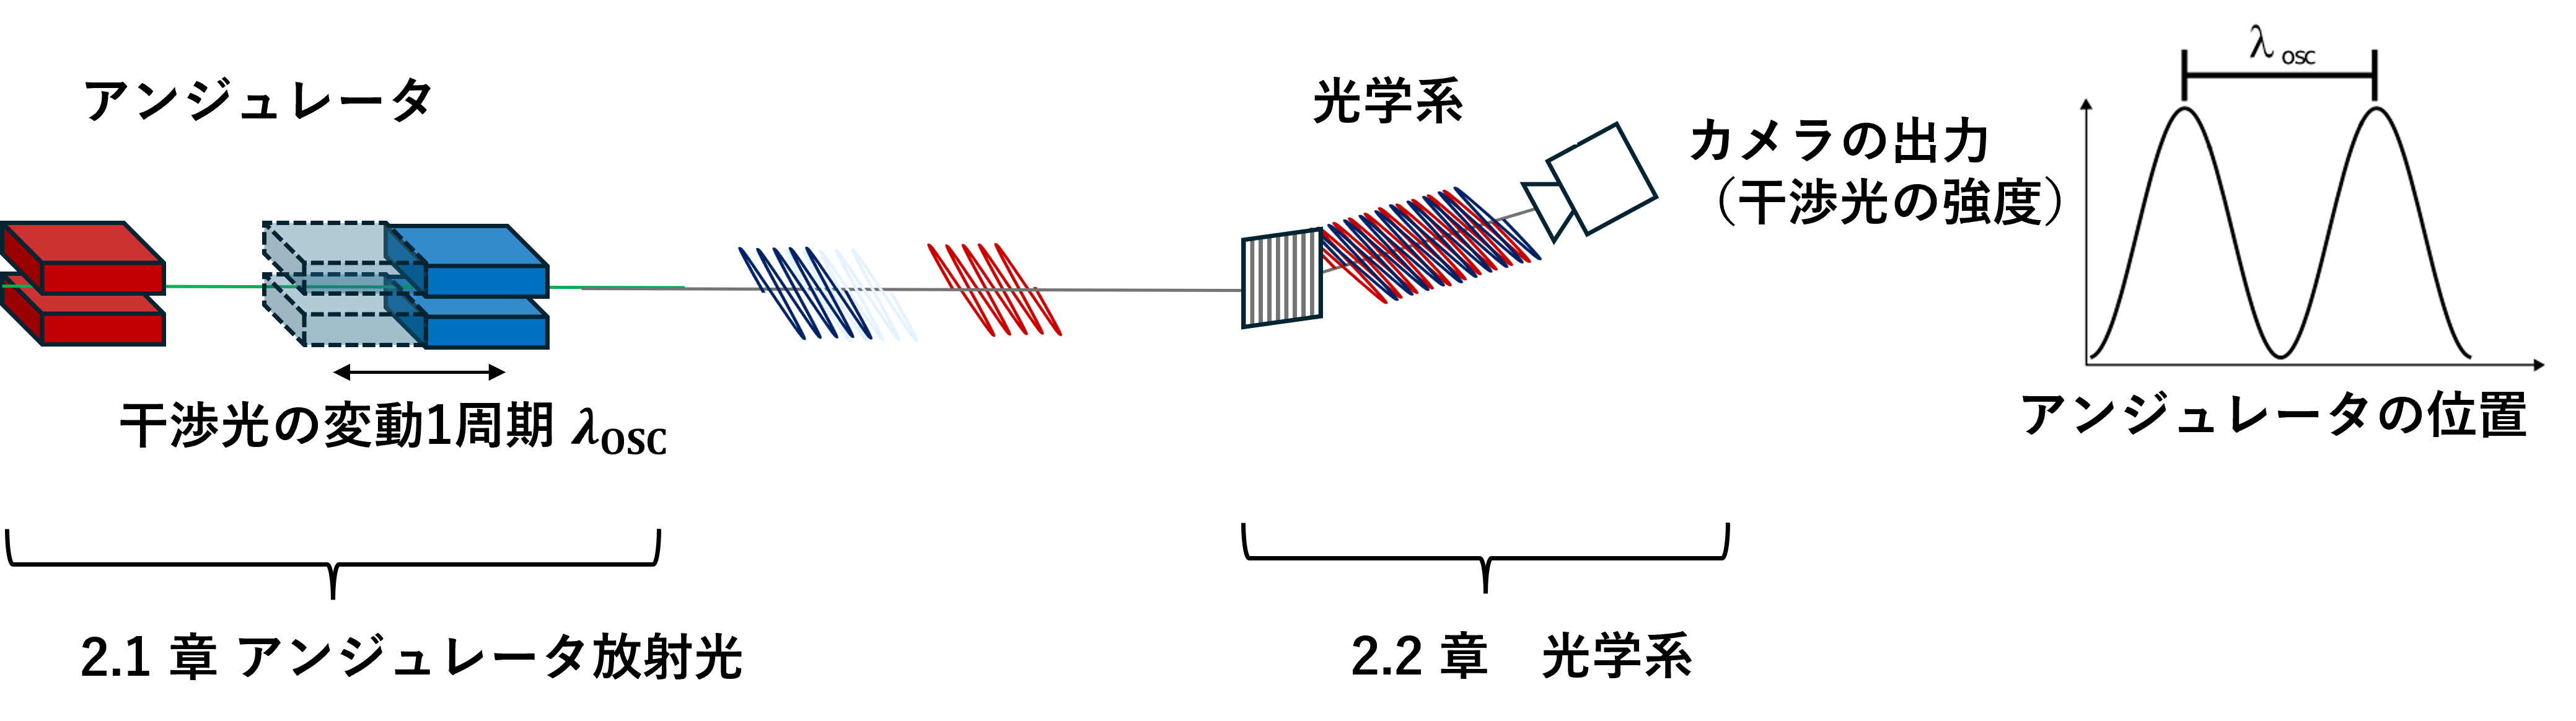 アンジュレータ
光学系
カメラの出力
（干渉光の強度）
λ osc
干渉光の変動1周期 λosc
アンジュレータの位置
2.1 章 アンジュレータ放射光
2.2 章　光学系